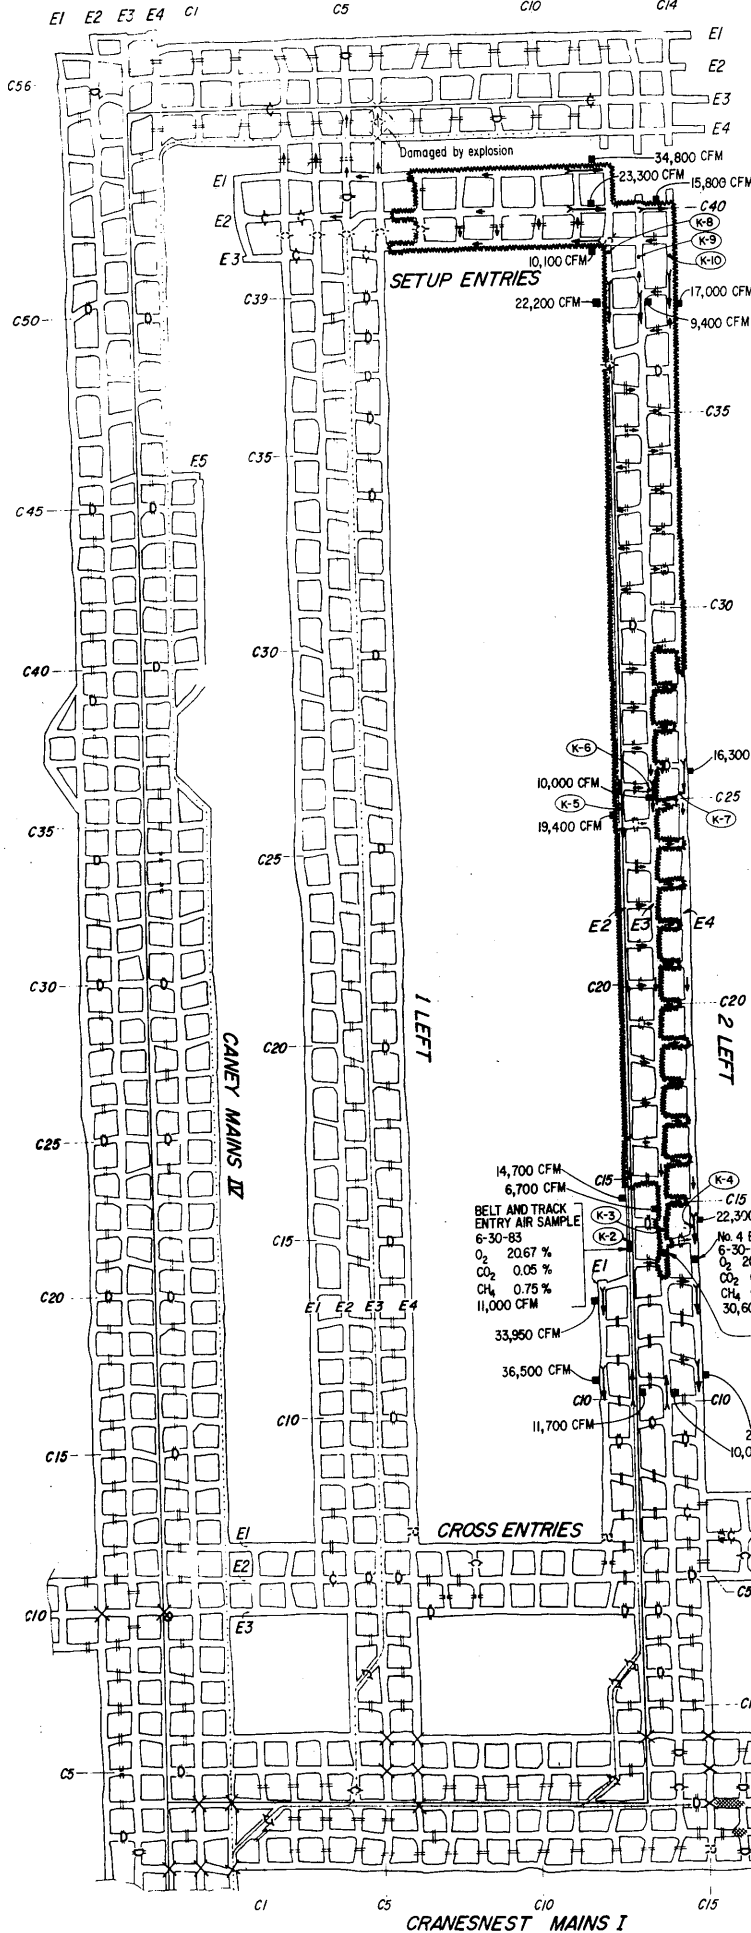 C1 C5 C10 C14
E1 E2 E3 E4
E1
E2
E3
E4
C56
Damaged by explosion
34,800 CFM
23,300 CFM
15,800 CFM
C40
E1
E2
E3
K-8
K-9
K-10
10,100 CFM
SETUP ENTRIES
C39
22,200 CFM
17,000 CFM
9,400 CFM
C50
C35
C35
E5
C45
C30
C30
C40
K-6
16,300
10,000 CFM
C25
K-5
K-7
19,400 CFM
C35
C25
E2 E3 E4
C30
C20
C20
C20
CANEY MAINS IV
1 LEFT
2 LEFT
C25
14,700 CFM
C15
K-4
6,700 CFM
C15
BELT AND TRACK
ENTRY AIR SAMPLE
6-30-83
O2 20.67 %
CO2 0.05 %
CH4 0.75 %
11,000 CFM
K-3
K-2
22,300
No. 4 E
6-30-
O2 20
CO2
CH4
30,60
C15
E1
C20
E1 E2 E3 E4
33,950 CFM
36,500 CFM
C10
C10
C10
11,700 CFM
2
10,0
C15
E1
CROSS ENTRIES
E2
C5
C10
E3
C5
C1 C5 C10 C15
CRANESNEST MAINS I